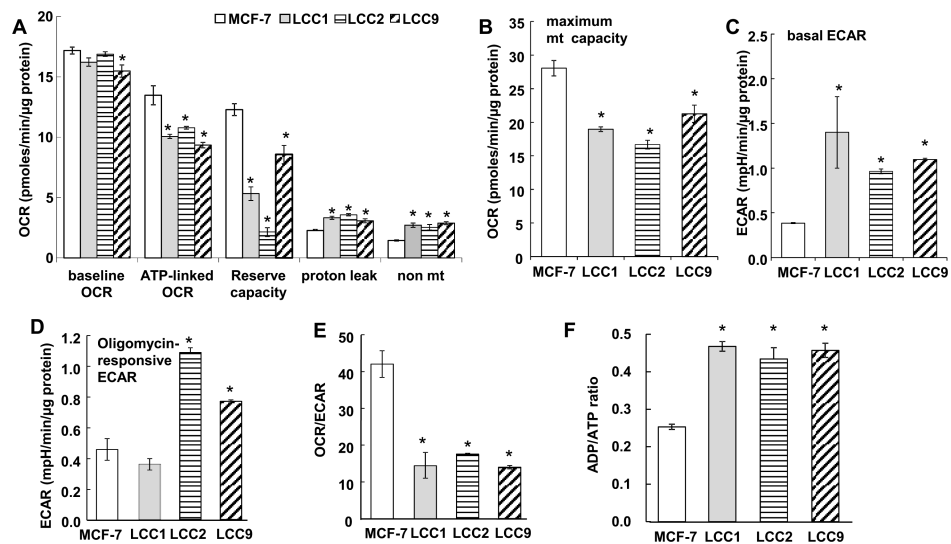 A
MCF-7 LCC1 LCC2 LCC9
OCR (pmoles/min/µg protein)
20
15
10
5
0
* * * * * * * * * * * * *
baseline OCR
ATP-linked OCR
Reserve capacity
proton leak
non mt
B
maximum
mt capacity
OCR (pmoles/min/µg protein)
35
30
25
20
15
10
5
0
* * *
MCF-7 LCC1 LCC2 LCC9
C
basal ECAR
ECAR (mpH/min/µg protein)
2.5
2.0
1.5
1.0
0.5
0.0
* * *
MCF-7 LCC1 LCC2 LCC9
D
Oligomycin-
responsive
ECAR
ECAR (mpH/min/µg protein)
1.2
1.0
0.8
0.6
0.4
0.2
0.0
* *
MCF-7 LCC1 LCC2 LCC9
E
OCR/ECAR
50
40
30
20
10
0
* * *
MCF-7 LCC1 LCC2 LCC9
F
ADP/ATP ratio
0.5
0.4
0.3
0.2
0.1
0.0
* * *
MCF-7 LCC1 LCC2 LCC9